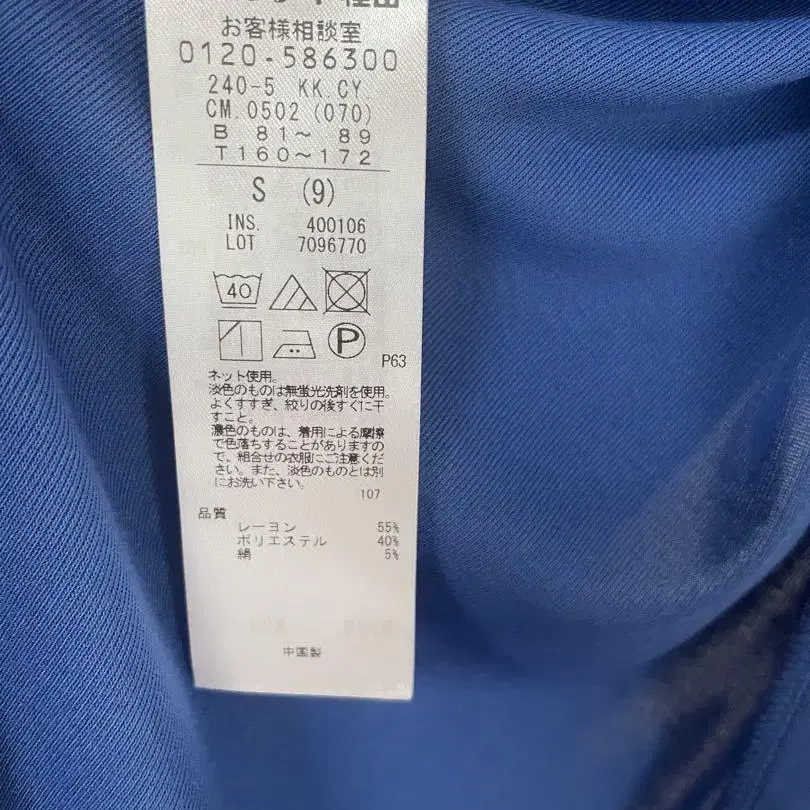 お客様相談室
0120-586300
240-5 KK.CY.
CM.0502 (070)
B 81～ 89
T160～172
S (9)
INS. 400106
LOT 7096770
40
P
P63
ネット使用。
淡色のものは無蛍光洗剤を使用。
よくすすぎ、絞りの後すぐに干
すこと。
濃色のものは、着用による摩擦
で色落ちすることがありますの
で、組合せの衣服にご注意くだ
さい。また、淡色のものとは別
にお洗い下さい。
107
品質
レーヨン 55%
ポリエステル 40%
絹 5%
中国製